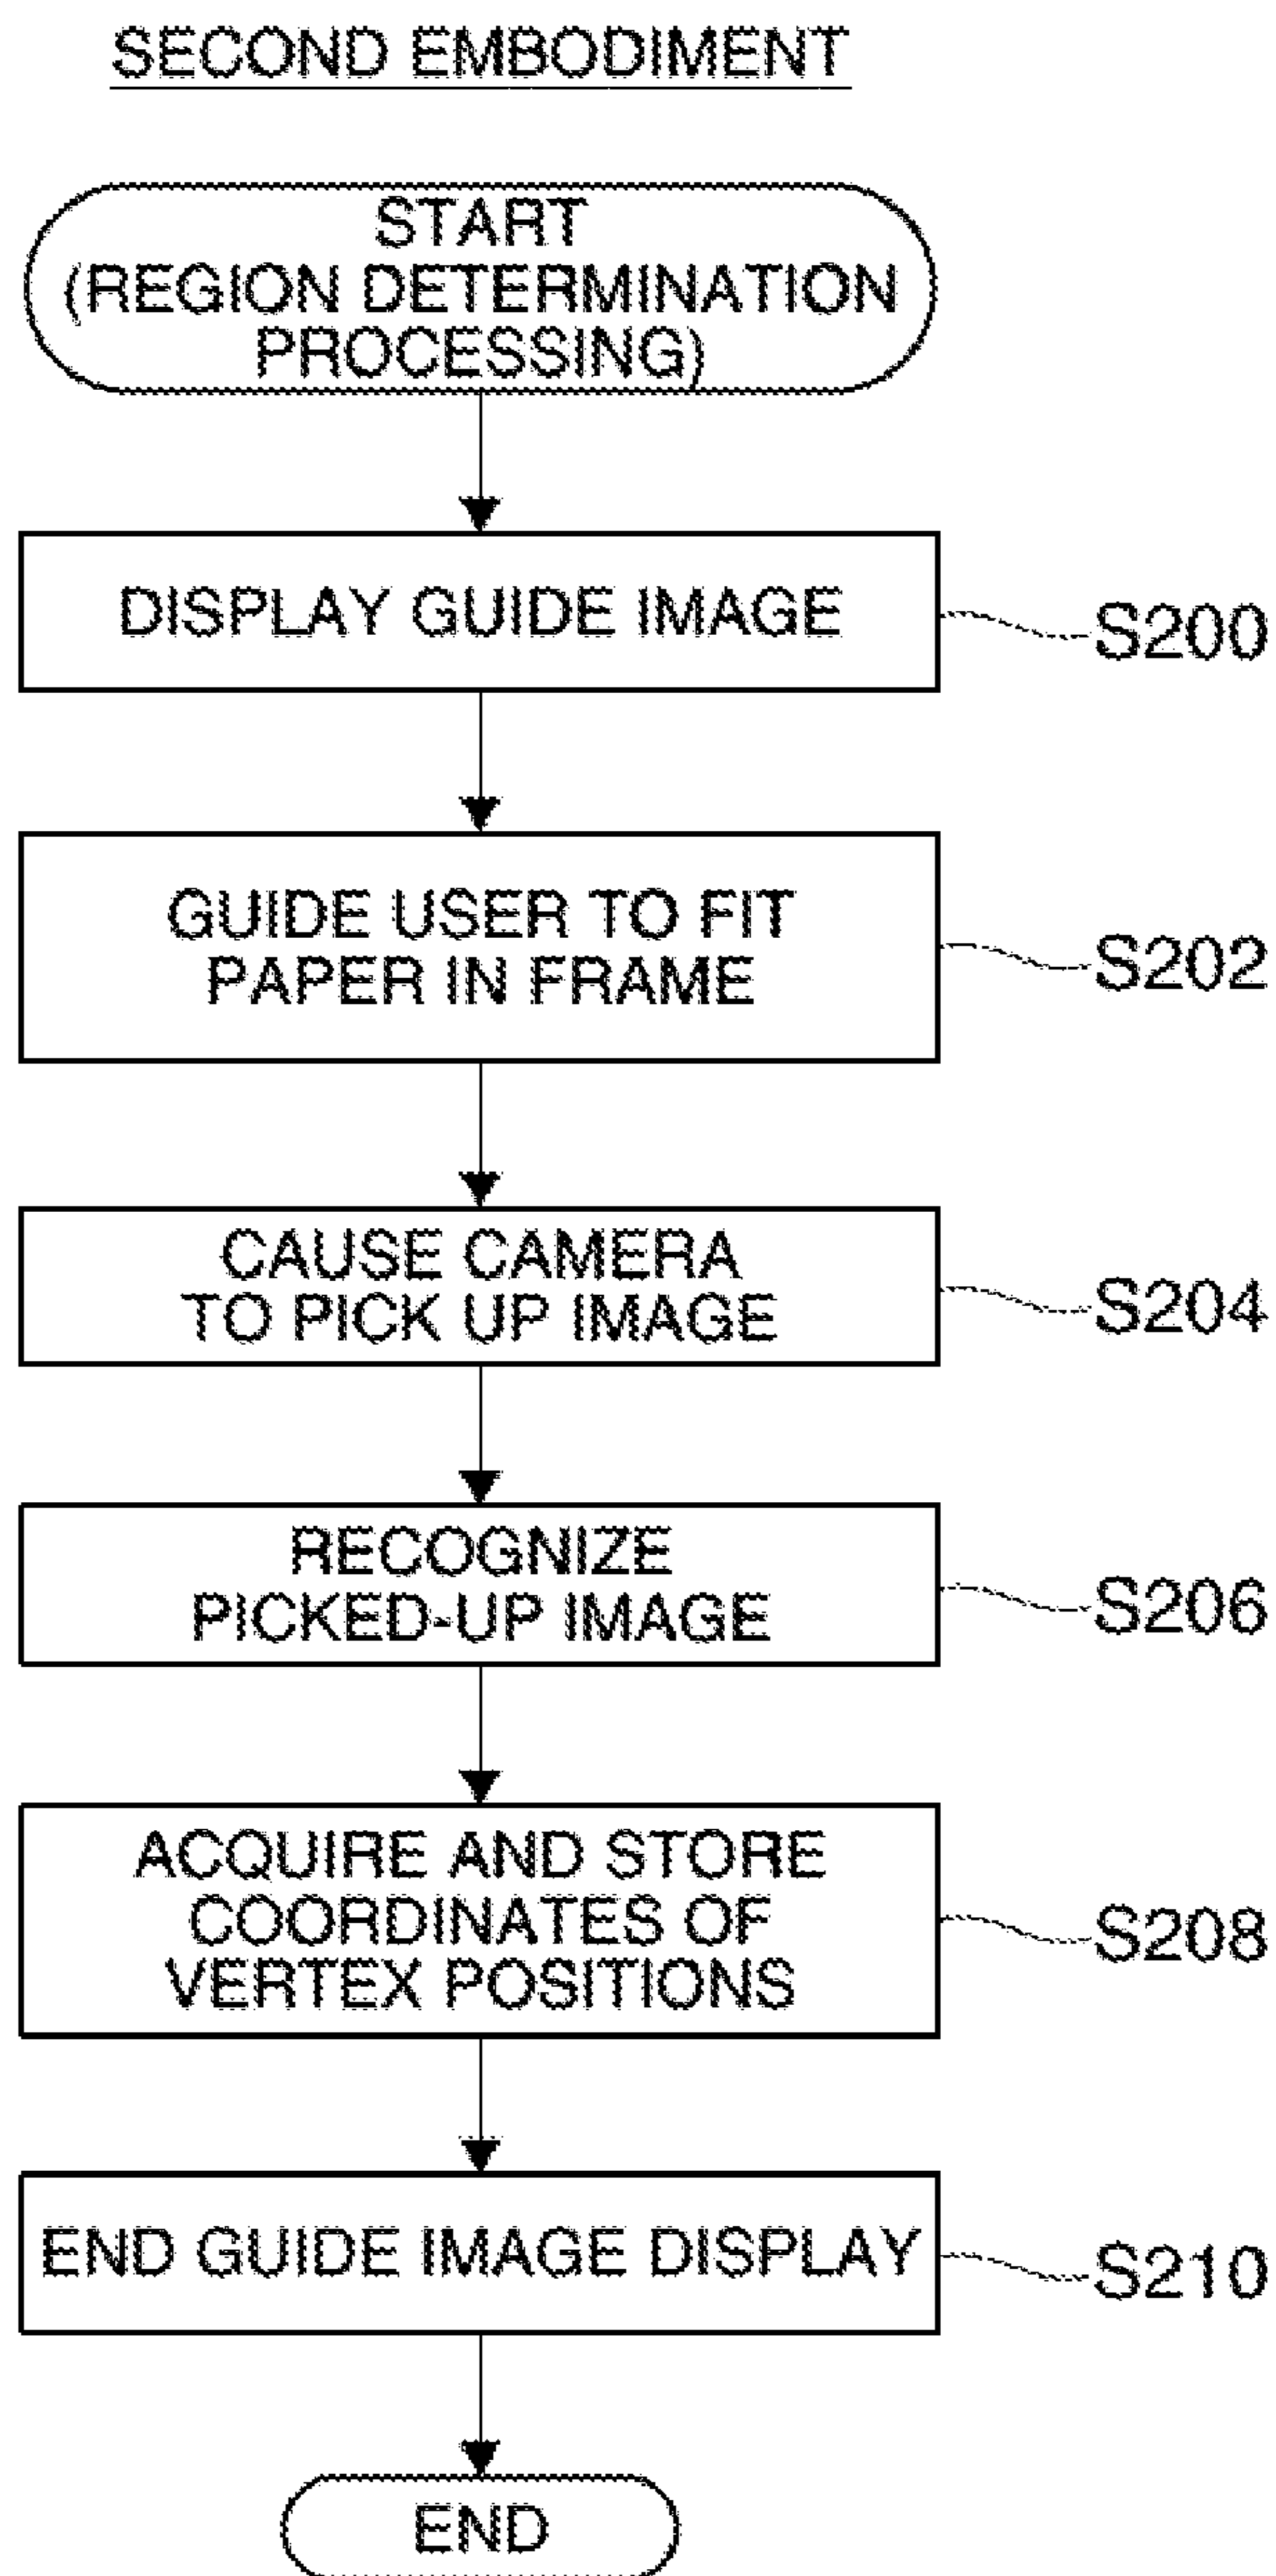 SECOND EMBODIMENT
START
(REGION DETERMINATION
PROCESSING)
DISPLAY GUIDE IMAGE
S200
GUIDE USER TO FIT
PAPER IN FRAME
S202
CAUSE CAMERA
TO PICK UP IMAGE
S204
RECOGNIZE
PICKED-UP IMAGE
S206
ACQUIRE AND STORE
COORDINATES OF
VERTEX POSITIONS
S208
END GUIDE IMAGE DISPLAY
S210
END